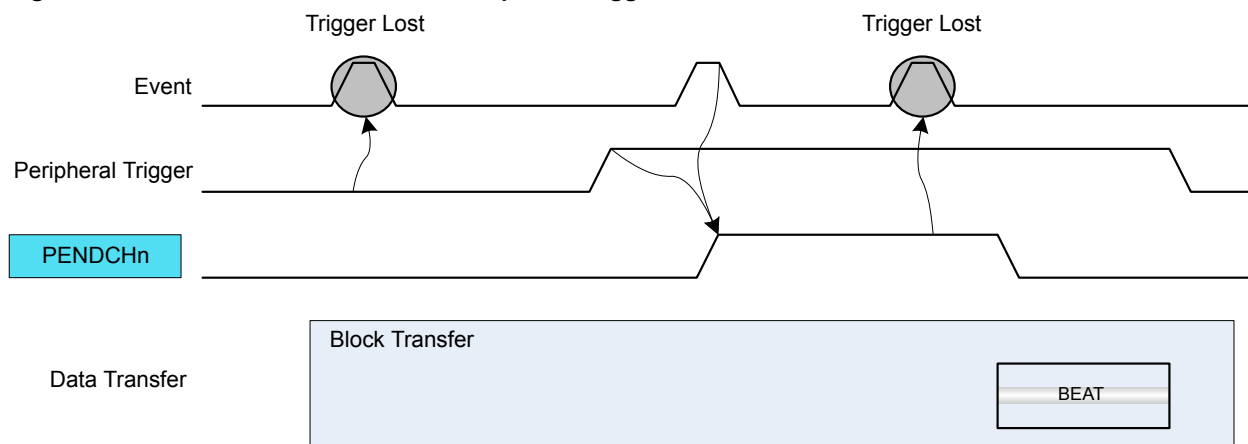 Trigger Lost
Trigger Lost
Event
Peripheral Trigger
PENDCHn
Block Transfer
Data Transfer
BEAT